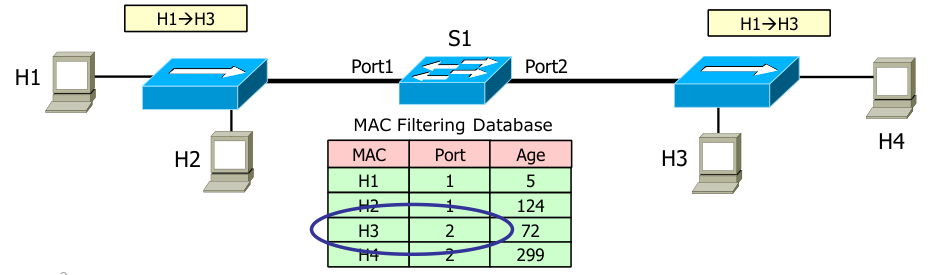 H1→H3
H1→H3
S1
H1
Port1
Port2
H2
H3
H4
MAC Filtering Database
MAC Port Age
H1 1 5
H2 1 124
H3 2 72
H4 2 299